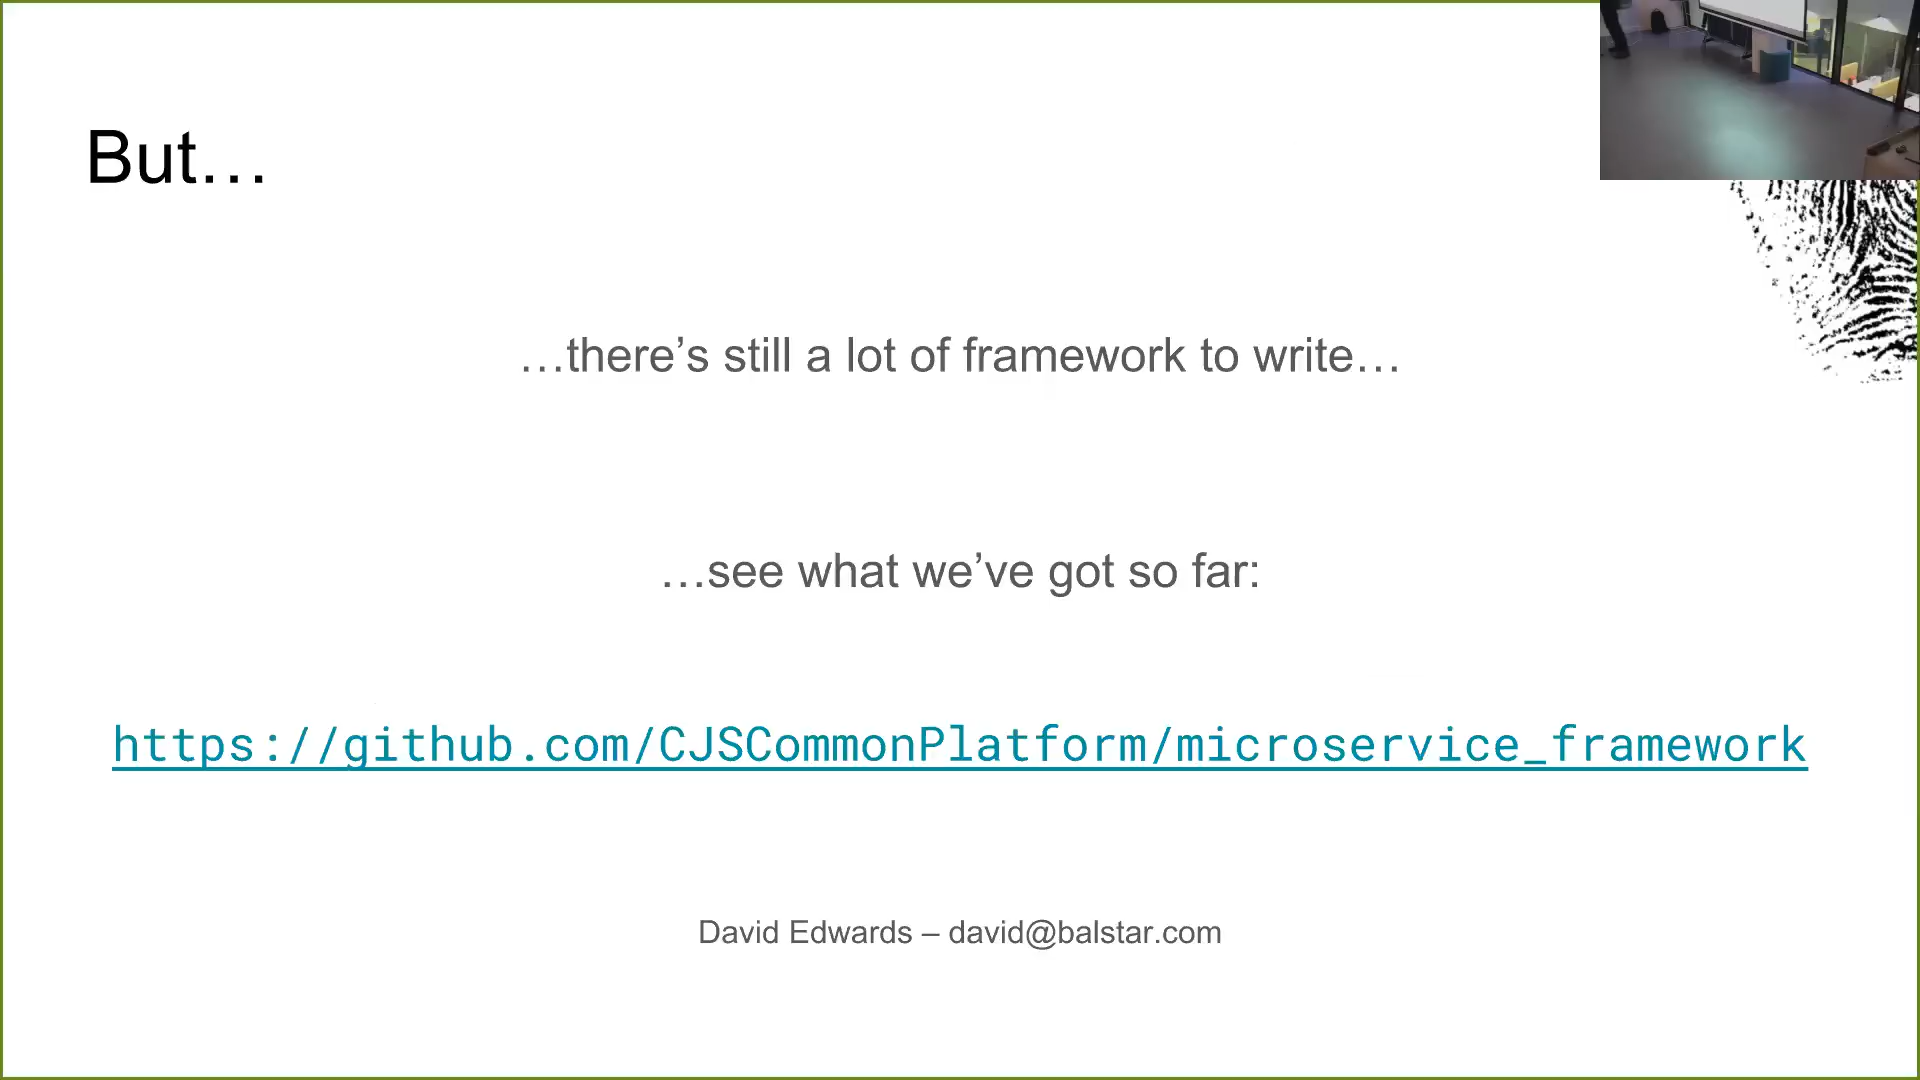 But…
…there’s still a lot of framework to write…
…see what we’ve got so far:
https://github.com/CJSCommonPlatform/microservice_framework
David Edwards – david@balstar.com